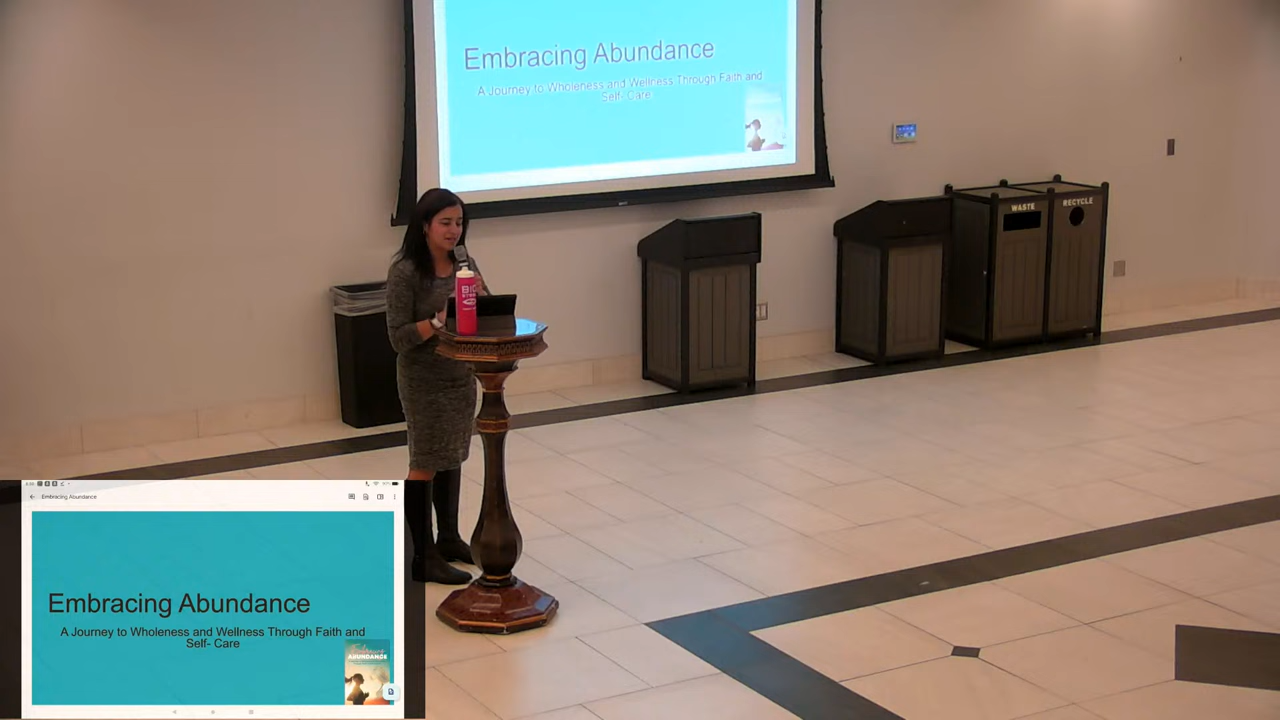 Embracing Abundance
A Journey to Wholeness and Wellness Through Faith and
Self- Care
WASTE
RECYCLE
BIG
Embracing Abundance
Embracing Abundance
A Journey to Wholeness and Wellness Through Faith and
Self- Care
ABUNDANCE